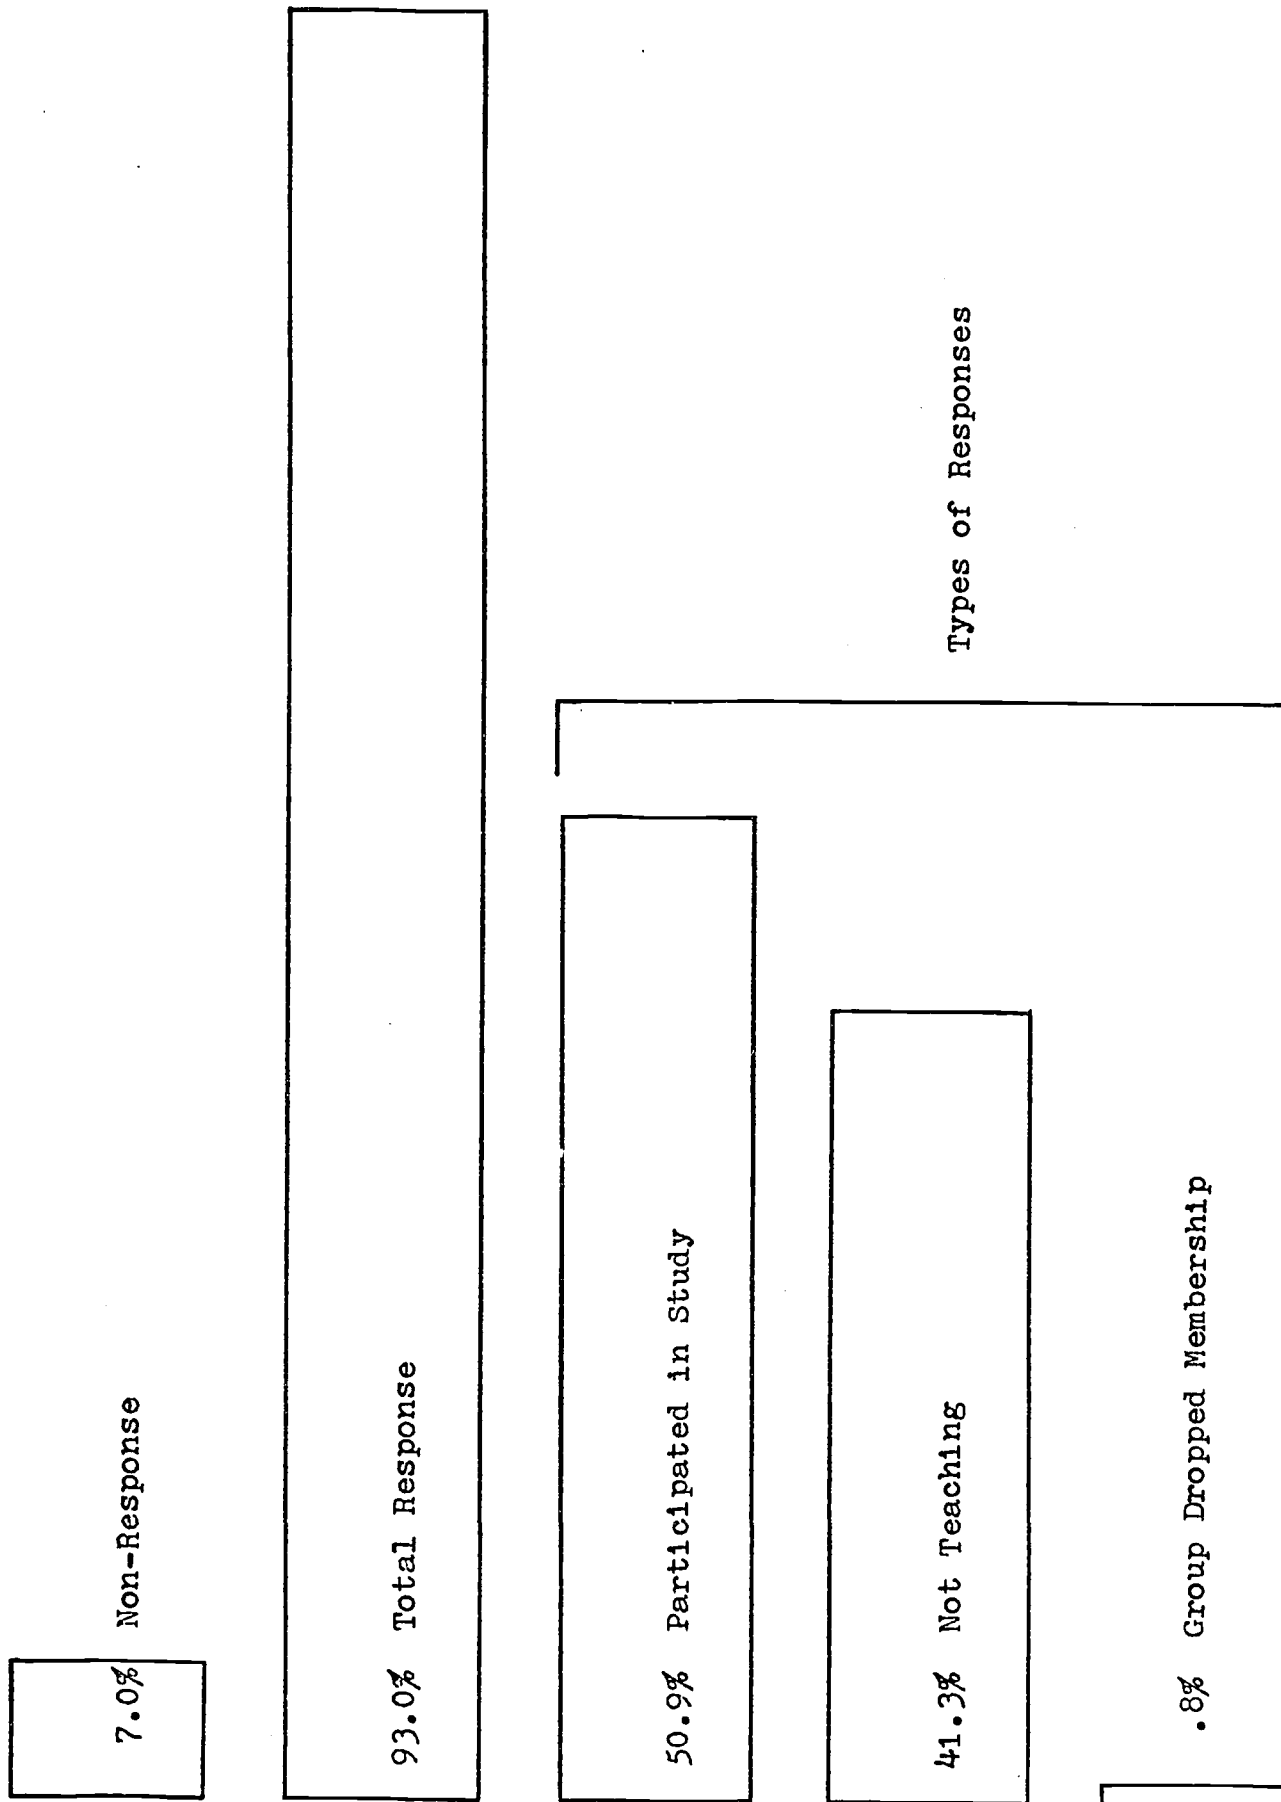 7.0% Non-Response
93.0% Total Response
50.9% Participated in Study
41.3% Not Teaching
.8% Group Dropped Membership
Types of Responses